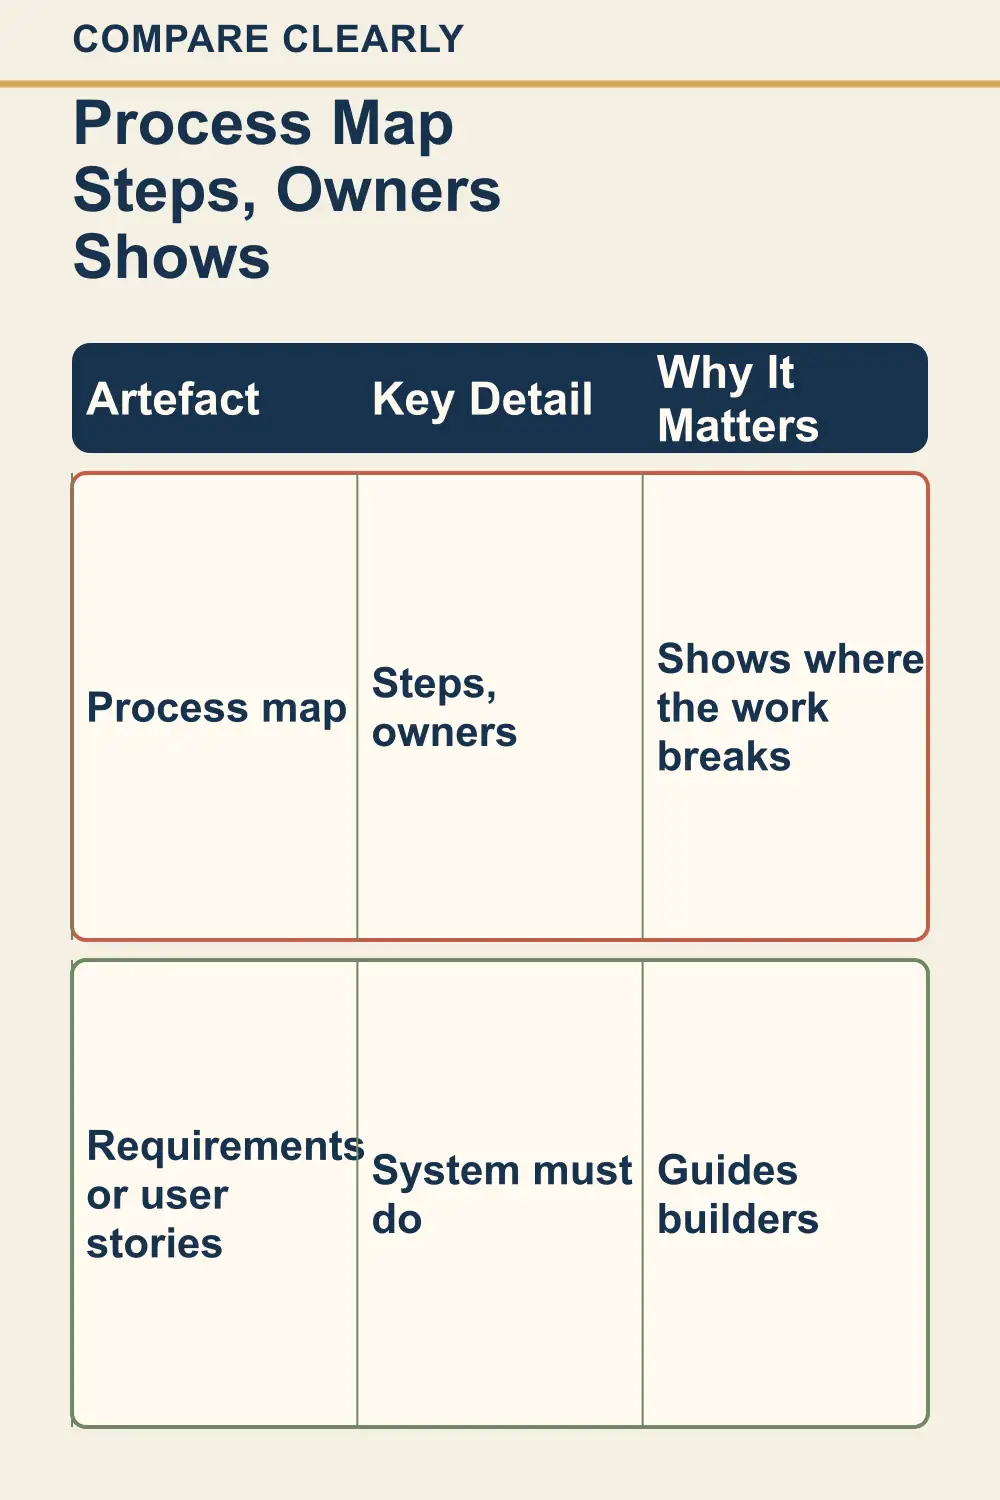 COMPARE CLEARLY
Process Map
Steps, Owners
Shows
Artefact
Key Detail
Why It
Matters
Process map
Steps,
owners
Shows where
the work
breaks
Requirements
or user
stories
System must
do
Guides
builders